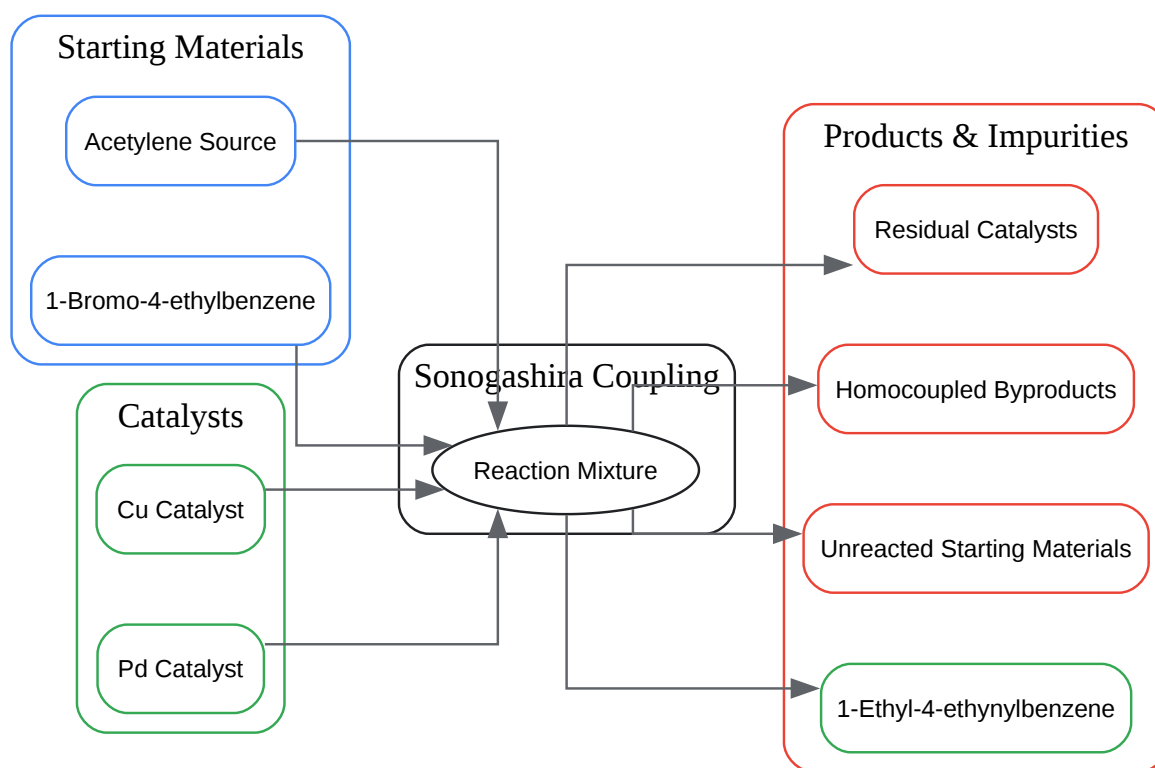 Starting Materials
Acetylene Source
1-Bromo-4-ethylbenzene
Catalysts
Cu Catalyst
Pd Catalyst
Sonogashira Coupling
Reaction Mixture
Products & Impurities
Residual Catalysts
Homocoupled Byproducts
Unreacted Starting Materials
1-Ethyl-4-ethynylbenzene